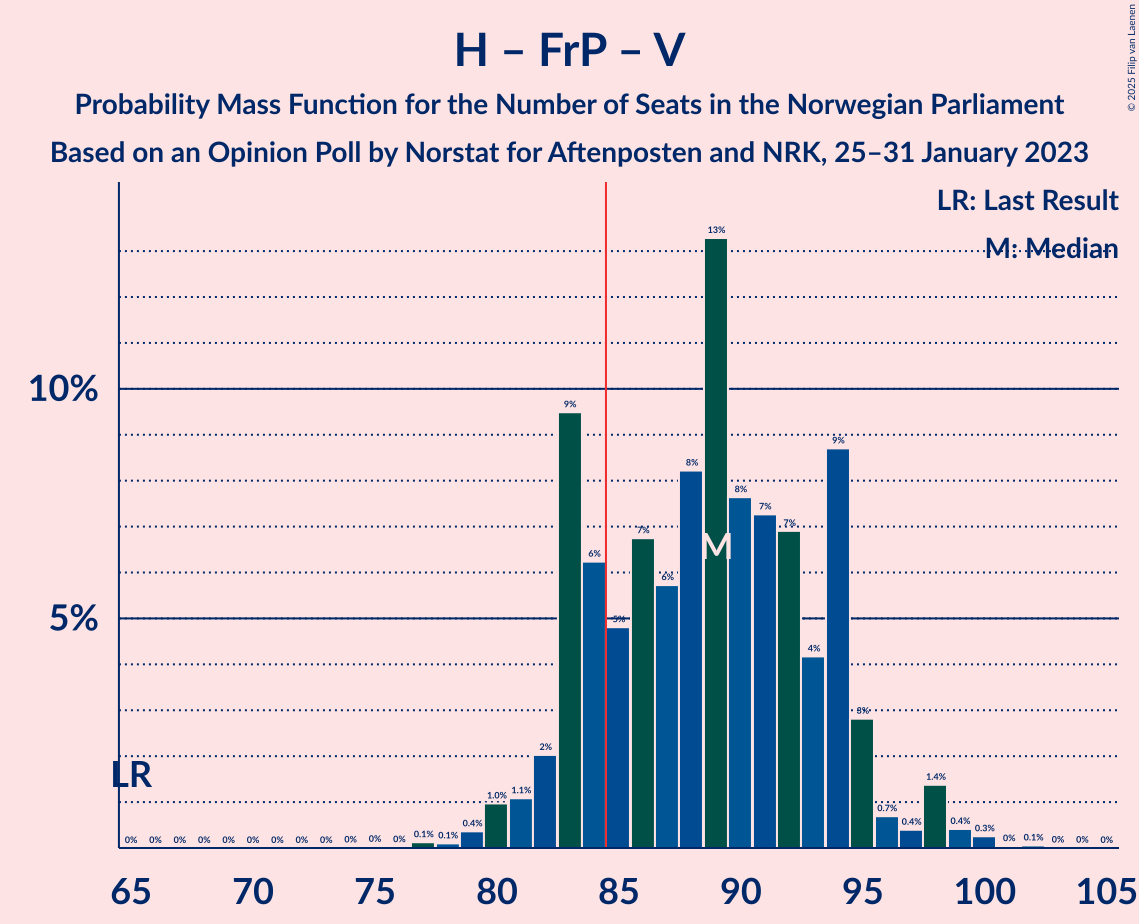 H – FrP – V
Probability Mass Function for the Number of Seats in the Norwegian Parliament
Based on an Opinion Poll by Norstat for Aftenposten and NRK, 25–31 January 2023
© 2025 Filip van Laenen
LR: Last Result
M: Median
10%
5%
LR
M
0% 0% 0% 0% 0% 0% 0% 0% 0% 0% 0% 0% 0.1% 0.1% 0.4% 1.0% 1.1% 2% 9% 6% 5% 7% 6% 8% 13% 8% 7% 7% 4% 9% 8% 0.7% 0.4% 1.4% 0.4% 0.3% 0% 0.1% 0% 0% 0%
65 70 75 80 85 90 95 100 105